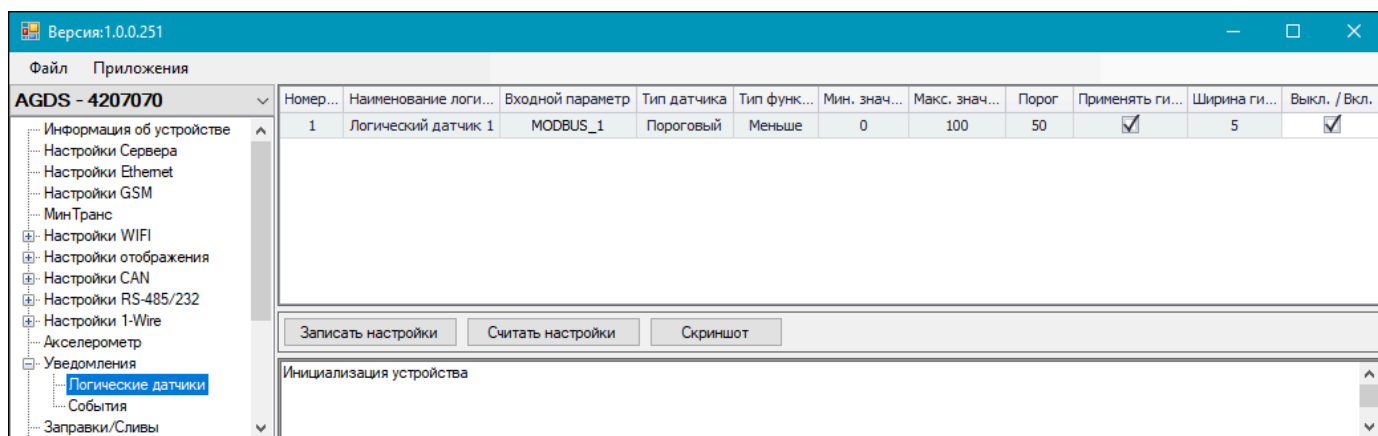 Версия:1.0.0.251
Файл Приложения
AGDS - 4207070
Информация об устройстве
Настройки Сервера
Настройки Ethernet
Настройки GSM
МинТранс
Настройки WIFI
Настройки отображения
Настройки CAN
Настройки RS-485/232
Настройки 1-Wire
Акселерометр
Уведомления
Логические датчики
События
Заправки/Сливы
Номер... Наименование логи... Входной параметр Тип датчика Тип функ... Мин. знач... Макс. знач... Порог Применять ги... Ширина ги... Выкл. / Вкл.
1 Логический датчик 1 MODBUS_1 Пороговый Меньше 0 100 50 5
Записать настройки Считать настройки Скриншот
Инициализация устройства